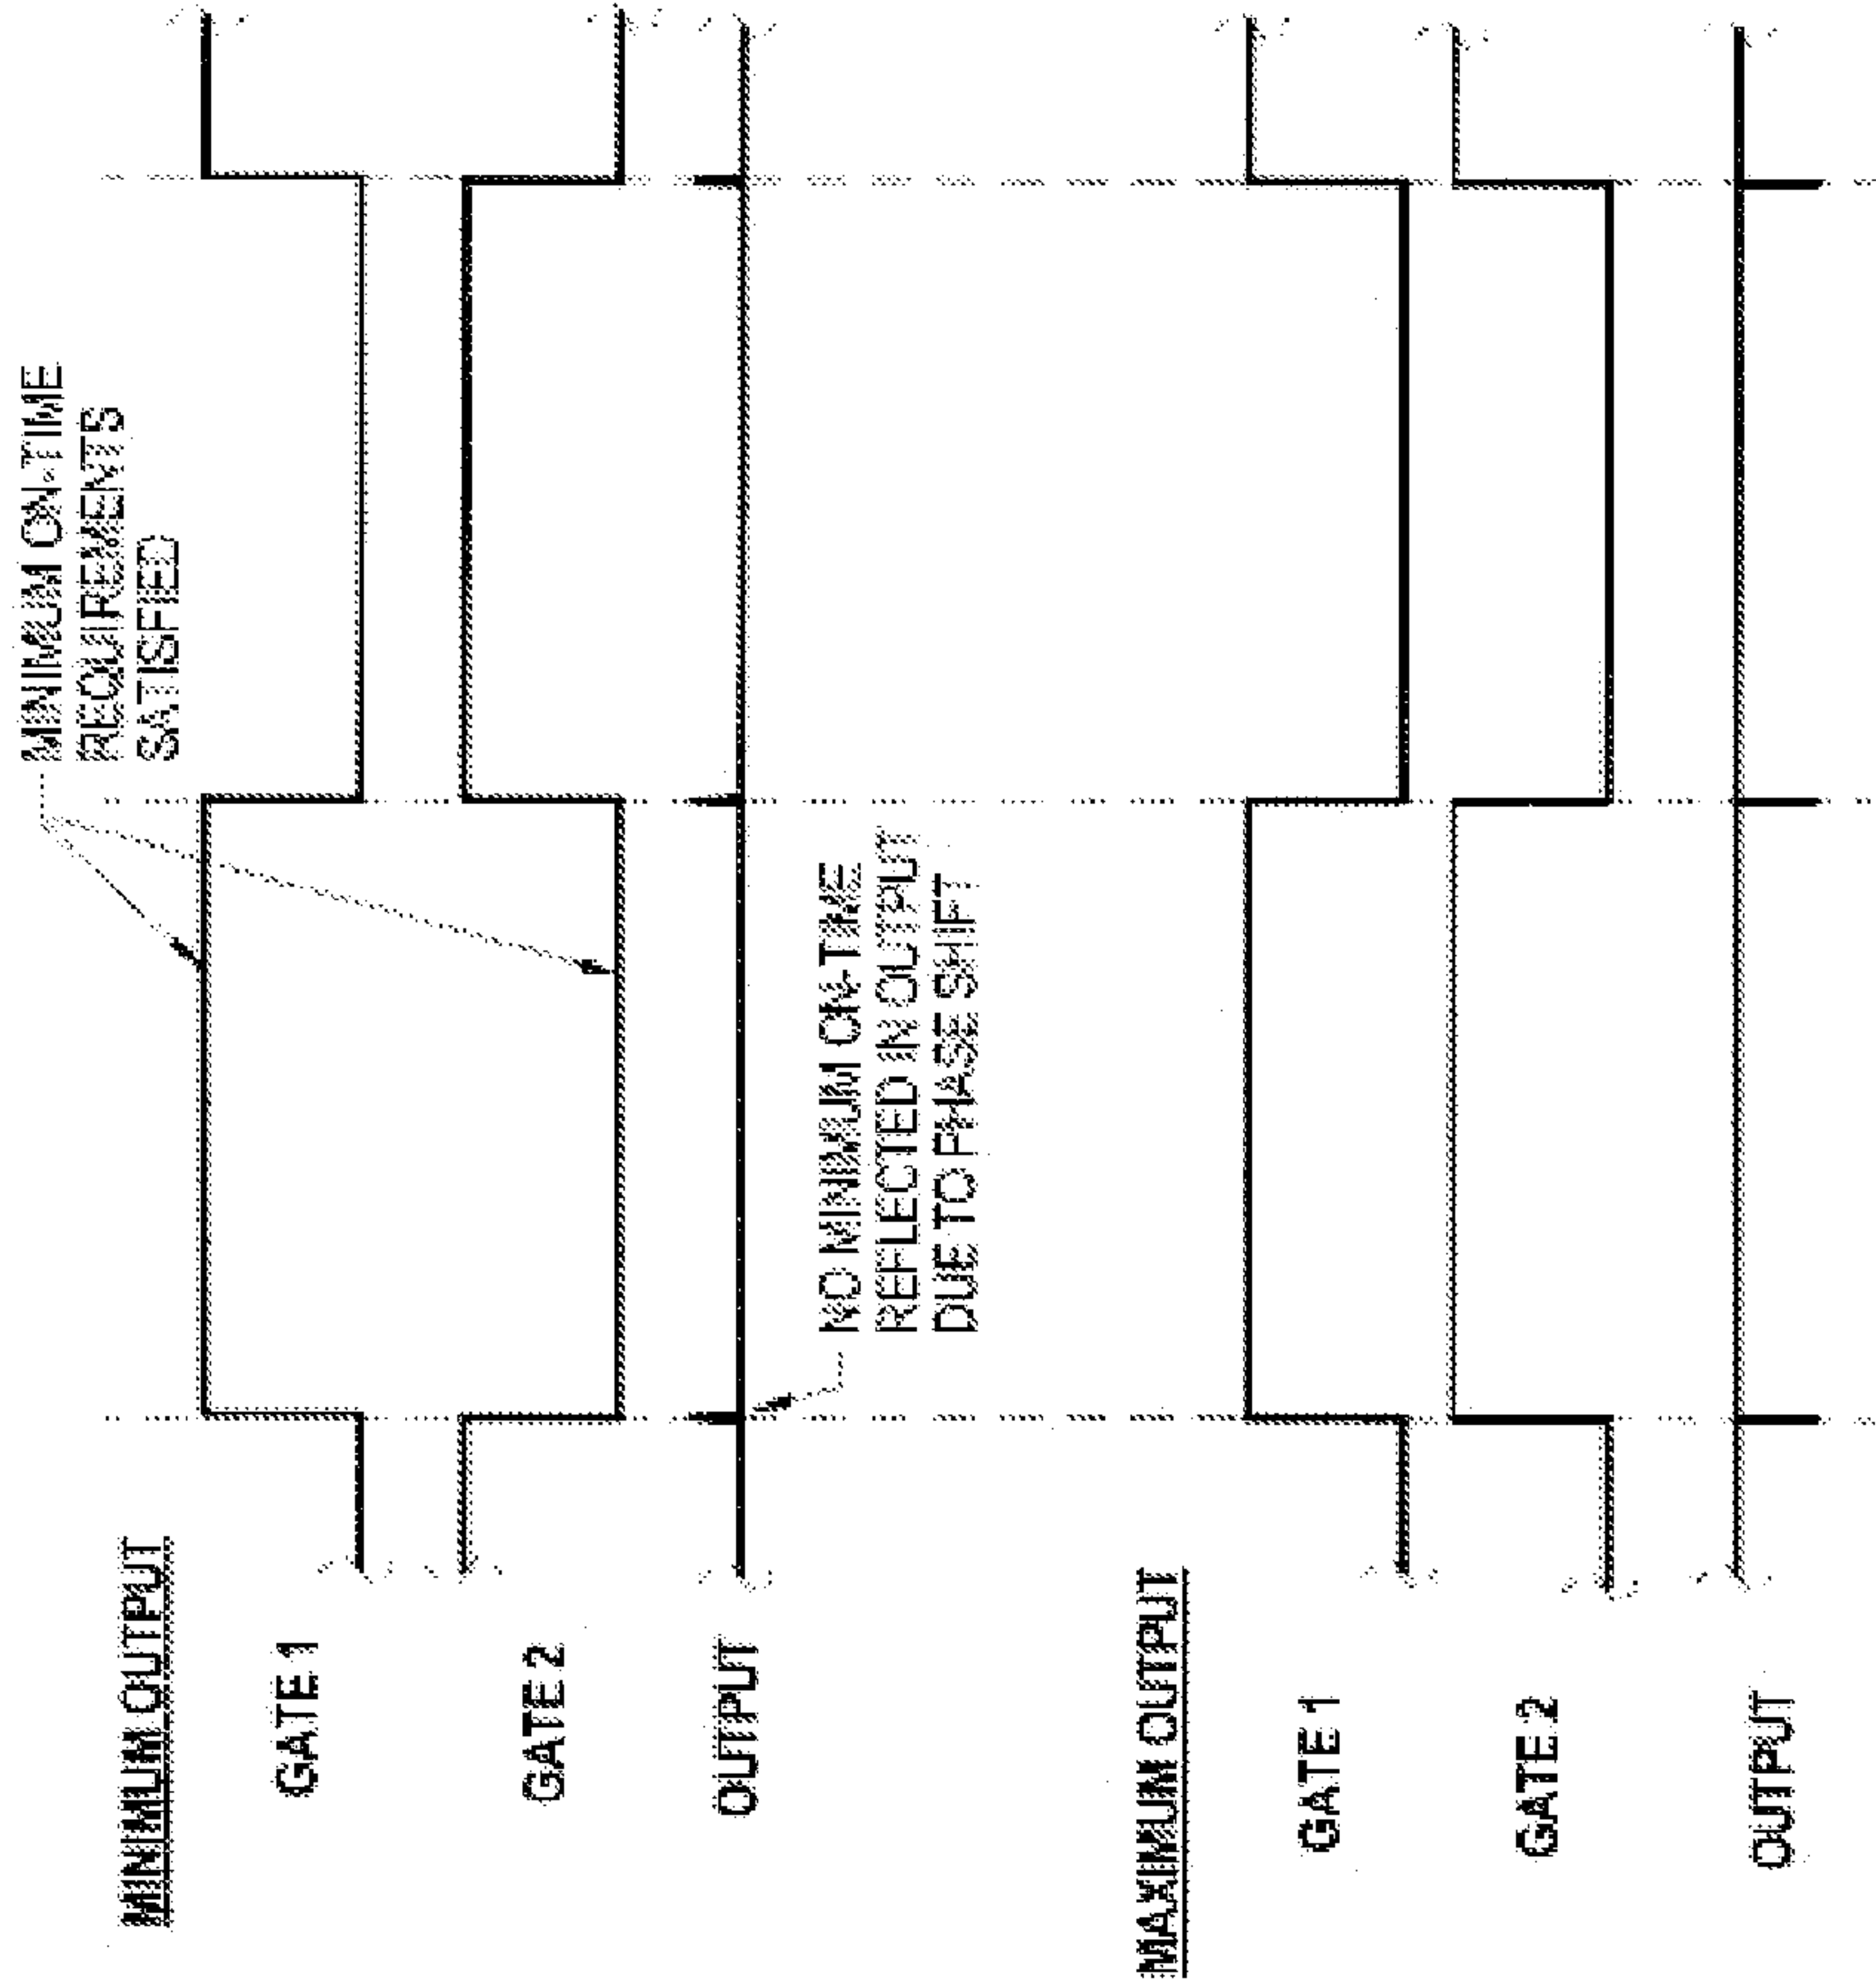 MINIMUM OUTPUT
MINIMUM ON-TIME
REQUIREMENTS
SATISFIED
GATE 1
GATE 2
OUTPUT
NO MINIMUM ON-TIME
REFLECTED IN OUTPUT
DUE TO PHASE SHIFT
MAXIMUM OUTPUT
GATE 1
GATE 2
OUTPUT